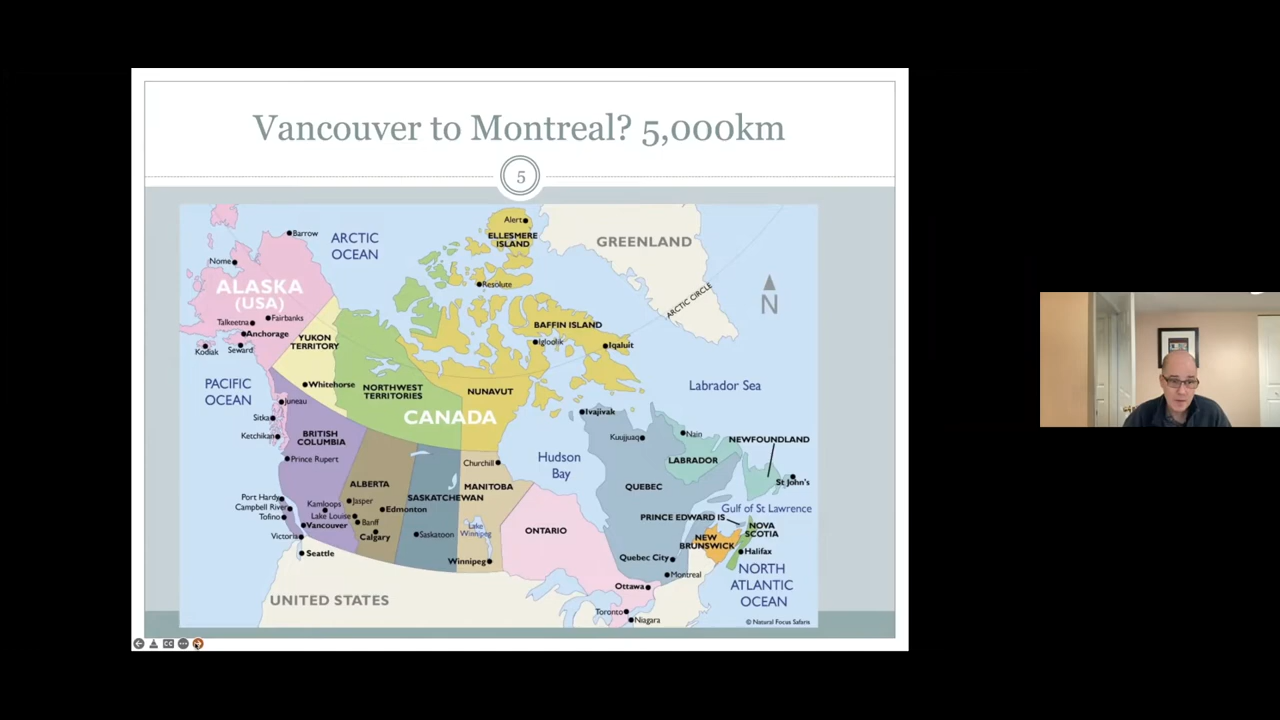 Vancouver to Montreal? 5,000km
5
Alert
ELLESMERE
ISLAND
GREENLAND
Barrow
ARCTIC
OCEAN
Nome
ALASKA
(USA)
Resolute
ARCTIC CIRCLE
N
Talkeetna
Fairbanks
Anchorage
Kodiak
Seward
YUKON
TERRITORY
BAFFIN ISLAND
Igloolik
Iqaluit
PACIFIC
OCEAN
Whitehorse
NORTHWEST
TERRITORIES
NUNAVUT
Labrador Sea
Juneau
Sitka
Ketchikan
CANADA
Ivajivak
Kuujjuaq
Nain
NEWFOUNDLAND
BRITISH
COLUMBIA
Prince Rupert
Churchill
Hudson
Bay
LABRADOR
St John's
ALBERTA
SASKATCHEWAN
MANITOBA
QUEBEC
Port Hardy
Campbell River
Tofino
Kamloops
Jasper
Lake Louise
Edmonton
Banff
Vancouver
Calgary
Victoria
Seattle
Saskatoon
Lake
Winnipeg
Winnipeg
ONTARIO
Gulf of St Lawrence
PRINCE EDWARD IS
NOVA
SCOTIA
NEW
BRUNSWICK
Halifax
Quebec City
Montreal
Ottawa
Toronto
Niagara
NORTH
ATLANTIC
OCEAN
UNITED STATES
© Natural Focus Safaris
CC